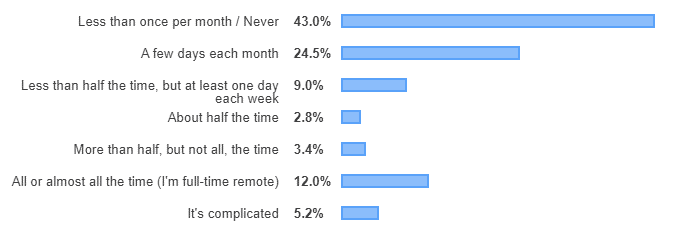 Less than once per month / Never 43.0%
A few days each month 24.5%
Less than half the time, but at least one day 9.0%
each week
About half the time 2.8%
More than half, but not all, the time 3.4%
All or almost all the time (I'm full-time remote) 12.0%
It's complicated 5.2%